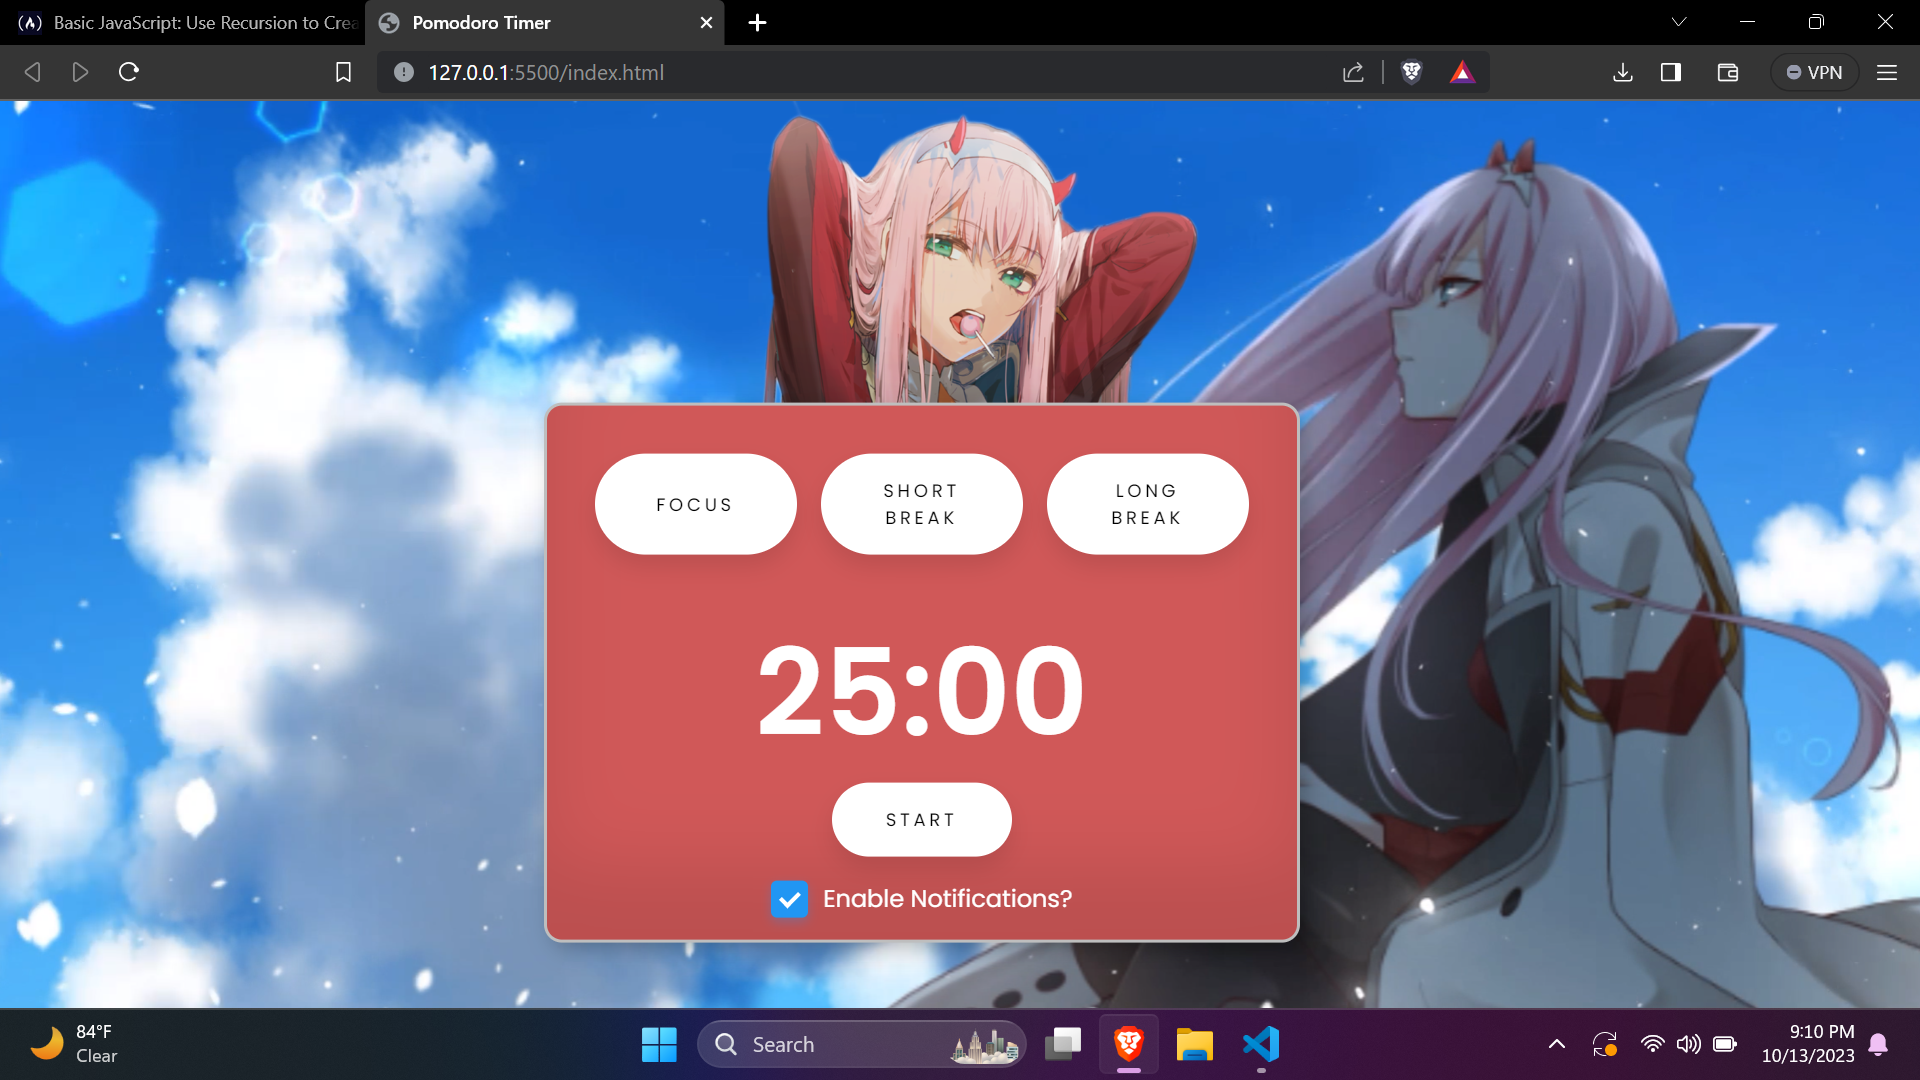 Basic JavaScript: Use Recursion to Crea
Pomodoro Timer
127.0.0.1:5500/index.html
VPN
FOCUS
SHORT
BREAK
LONG
BREAK
25:00
START
Enable Notifications?
84°F
Clear
Search
9:10 PM
10/13/2023